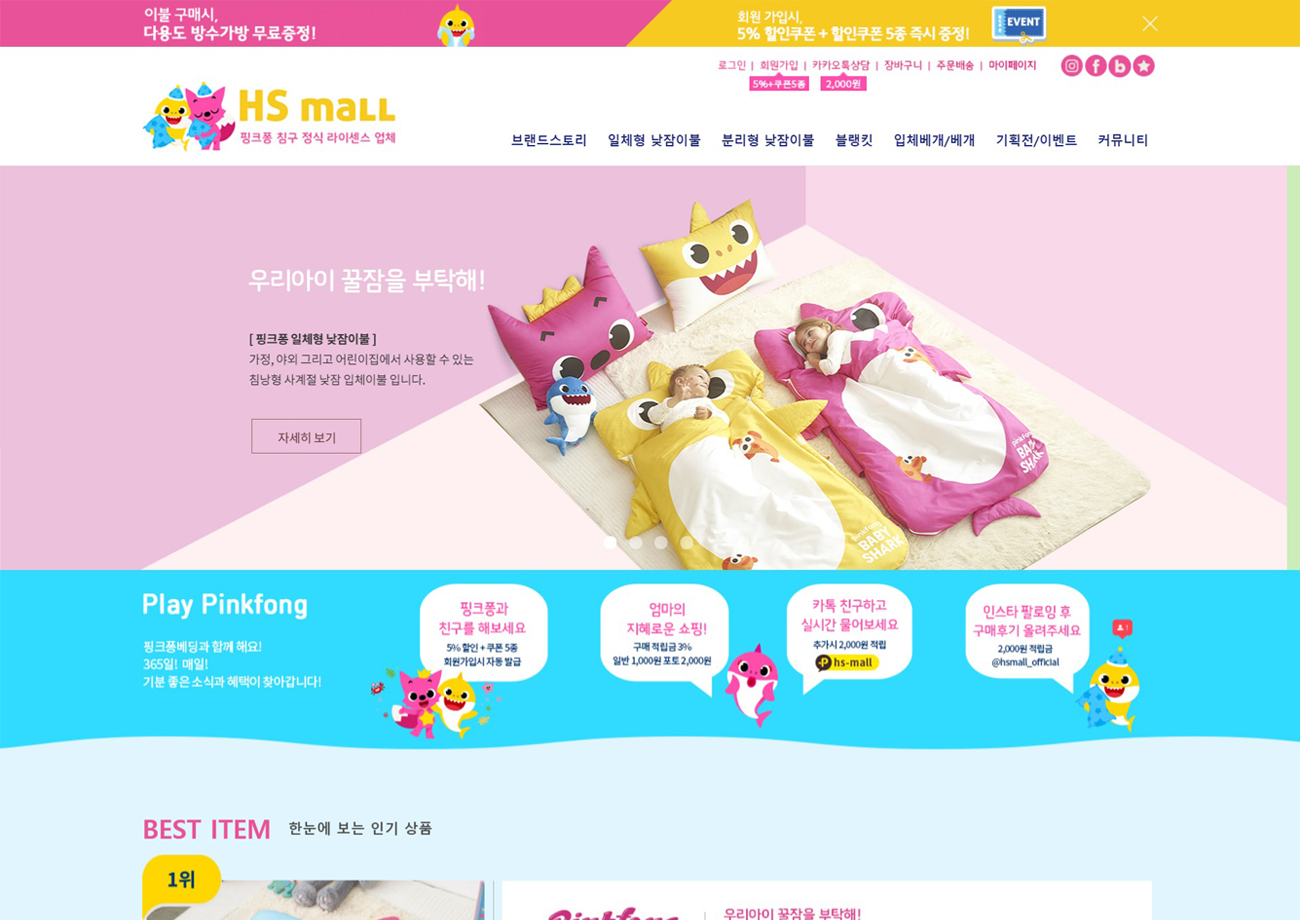 이불 구매시,
다용도 방수가방 무료증정!
회원 가입시,
5% 할인쿠폰 + 할인쿠폰 5종 즉시 증정!
EVENT
로그인 | 회원가입 | 카카오톡상담 | 장바구니 | 주문배송 | 마이페이지
5%+쿠폰5종
2,000원
HS mall
핑크퐁 침구 정식 라이센스 업체
브랜드스토리 일체형 낮잠이불 분리형 낮잠이불 블랭킷 입체베개/베개 기획전/이벤트 커뮤니티
우리아이 꿀잠을 부탁해!
[ 핑크퐁 일체형 낮잠이불 ]
가정, 야외 그리고 어린이집에서 사용할 수 있는
침낭형 사계절 낮잠 입체이불 입니다.
자세히 보기
pinkfong
BABY
SHARK
pinkfong
BABY
SHARK
Play Pinkfong
핑크퐁베딩과 함께 해요!
365일! 매일!
기분 좋은 소식과 혜택이 찾아갑니다!
핑크퐁과
친구를 해보세요
5% 할인 + 쿠폰 5종
회원가입시 자동 발급
엄마의
지혜로운 쇼핑!
구매 적립금 3%
일반 1,000원 포토 2,000원
카톡 친구하고
실시간 물어보세요
추가시 2,000원 적립
hs-mall
인스타 팔로잉 후
구매후기 올려주세요
2,000원 적립금
@hsmall_official
BEST ITEM 한눈에 보는 인기 상품
1위
Pinkfong
우리아이 꿀잠을 부탁해!